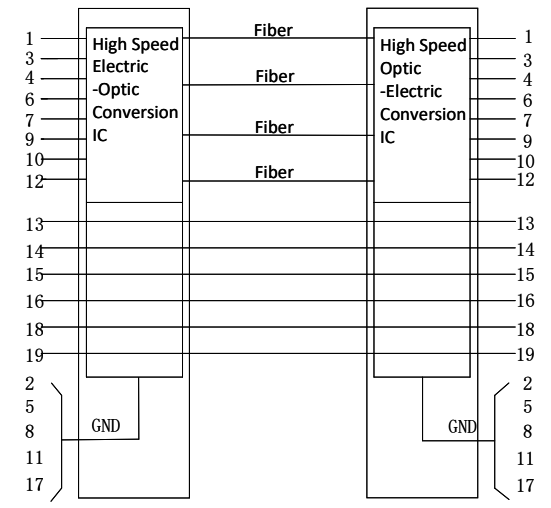 Fiber
1
High Speed
Electric
-Optic
Conversion
IC
High Speed
Optic
-Electric
Conversion
IC
1
3
3
4
Fiber
4
6
6
7
Fiber
7
9
9
10
10
12
Fiber
12
13
13
14
14
15
15
16
16
18
18
19
19
2
2
5
5
8
GND
GND
8
11
11
17
17